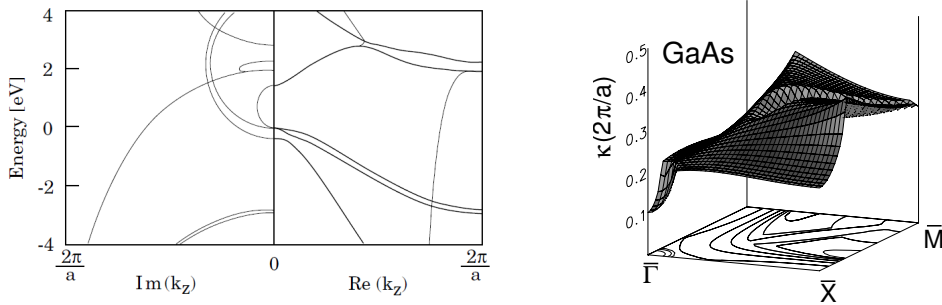 Energy [eV]
4
2
0
-2
-4
2π
a
0
2π
a
Im(k_z)
Re(k_z)
GaAs
κ(2π/a)
0.5
0.4
0.3
0.2
0.1
Γ̄
X̄
M̄